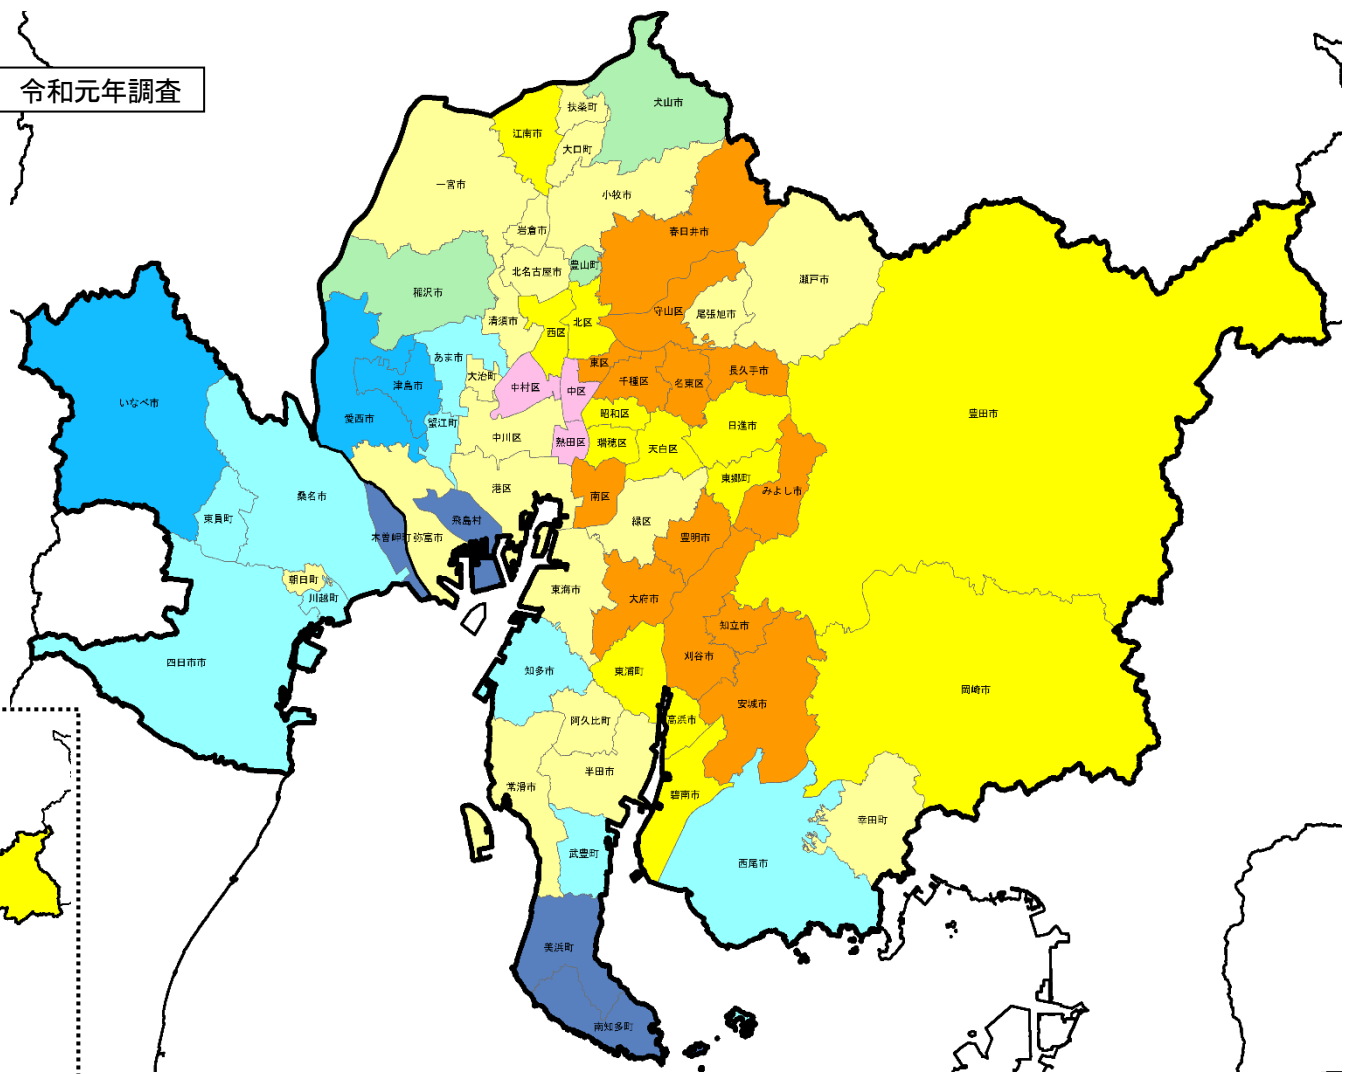 令和元年調査
犬山市
扶桑町
江南市
大口町
一宮市
小牧市
岩倉市
春日井市
北名古屋市
豊山町
瀬戸市
稲沢市
清須市
西区
北区
守山区
尾張旭市
あま市
東区
長久手市
大治町
千種区
名東区
津島市
中村区
中区
いなべ市
愛西市
蟹江町
昭和区
日進市
豊田市
中川区
熱田区
瑞穂区
天白区
東郷町
港区
みよし市
桑名市
南区
東員町
飛島村
緑区
木曽岬町
弥富市
豊明市
朝日町
東海市
川越町
大府市
知立市
四日市市
刈谷市
知多市
東浦町
岡崎市
安城市
阿久比町
高浜市
半田市
常滑市
碧南市
幸田町
武豊町
西尾市
美浜町
南知多町